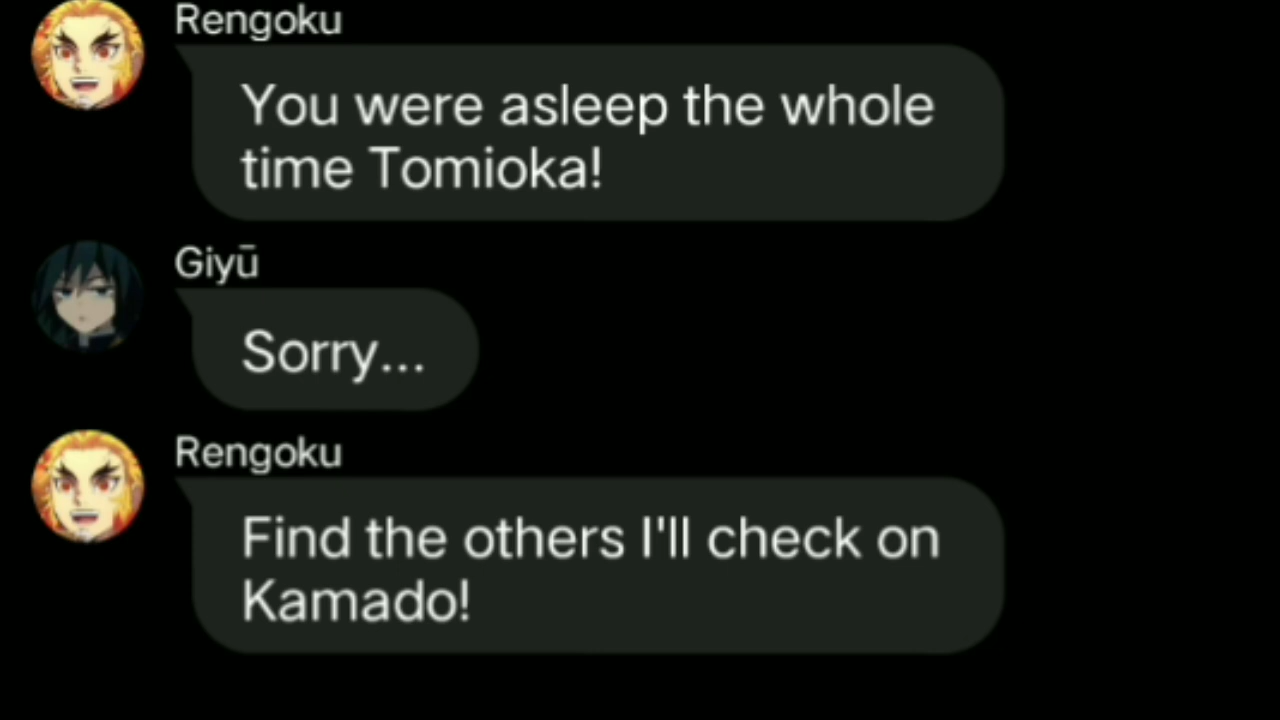 Rengoku
You were asleep the whole
time Tomioka!
Giyū
Sorry...
Rengoku
Find the others I'll check on
Kamado!